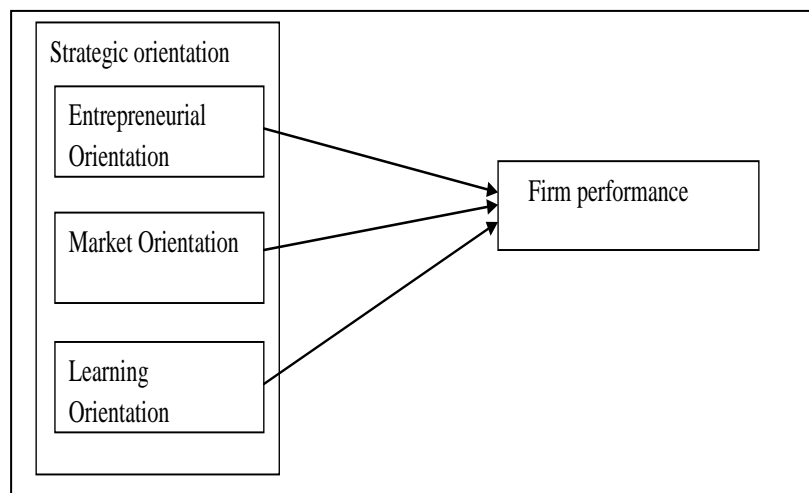 Strategic orientation
Entrepreneurial
Orientation
Market Orientation
Learning
Orientation
Firm performance